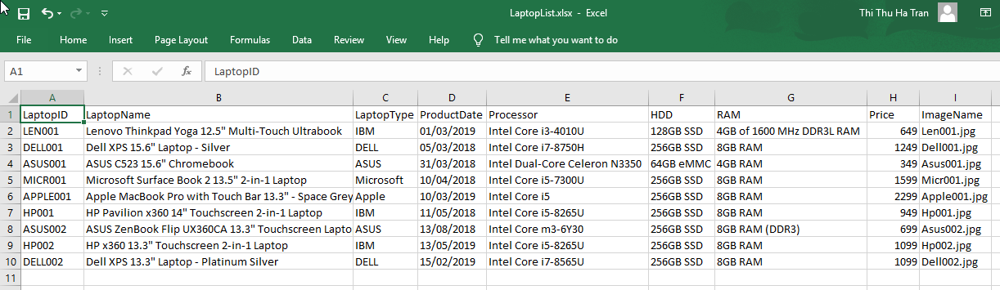 LaptopList.xlsx - Excel
Thi Thu Ha Tran
File Home Insert Page Layout Formulas Data Review View Help Tell me what you want to do
A1 fx LaptopID
A B C D E F G H I
1 LaptopID LaptopName LaptopType ProductDate Processor HDD RAM Price ImageName
2 LEN001 Lenovo Thinkpad Yoga 12.5" Multi-Touch Ultrabook IBM 01/03/2019 Intel Core i3-4010U 128GB SSD 4GB of 1600 MHz DDR3L RAM 649 Len001.jpg
3 DELL001 Dell XPS 15.6" Laptop - Silver DELL 05/03/2018 Intel Core i7-8750H 256GB SSD 8GB RAM 1249 Dell001.jpg
4 ASUS001 ASUS C523 15.6" Chromebook ASUS 31/03/2018 Intel Dual-Core Celeron N3350 64GB eMMC 4GB RAM 349 Asus001.jpg
5 MICR001 Microsoft Surface Book 2 13.5" 2-in-1 Laptop Microsoft 10/04/2018 Intel Core i5-7300U 256GB SSD 8GB RAM 1599 Micr001.jpg
6 APPLE001 Apple MacBook Pro with Touch Bar 13.3" - Space Grey Apple 10/03/2019 Intel Core i5 256GB SSD 8GB RAM 2299 Apple001.jpg
7 HP001 HP Pavilion x360 14" Touchscreen 2-in-1 Laptop IBM 11/05/2018 Intel Core i5-8265U 256GB SSD 8GB RAM 949 Hp001.jpg
8 ASUS002 ASUS ZenBook Flip UX360CA 13.3" Touchscreen Lapto ASUS 13/08/2018 Intel Core m3-6Y30 256GB SSD 8GB RAM (DDR3) 699 Asus002.jpg
9 HP002 HP x360 13.3" Touchscreen 2-in-1 Laptop IBM 13/05/2019 Intel Core i5-8265U 256GB SSD 8GB RAM 1099 Hp002.jpg
10 DELL002 Dell XPS 13.3" Laptop - Platinum Silver DELL 15/02/2019 Intel Core i7-8565U 256GB SSD 8GB RAM 1099 Dell002.jpg
11